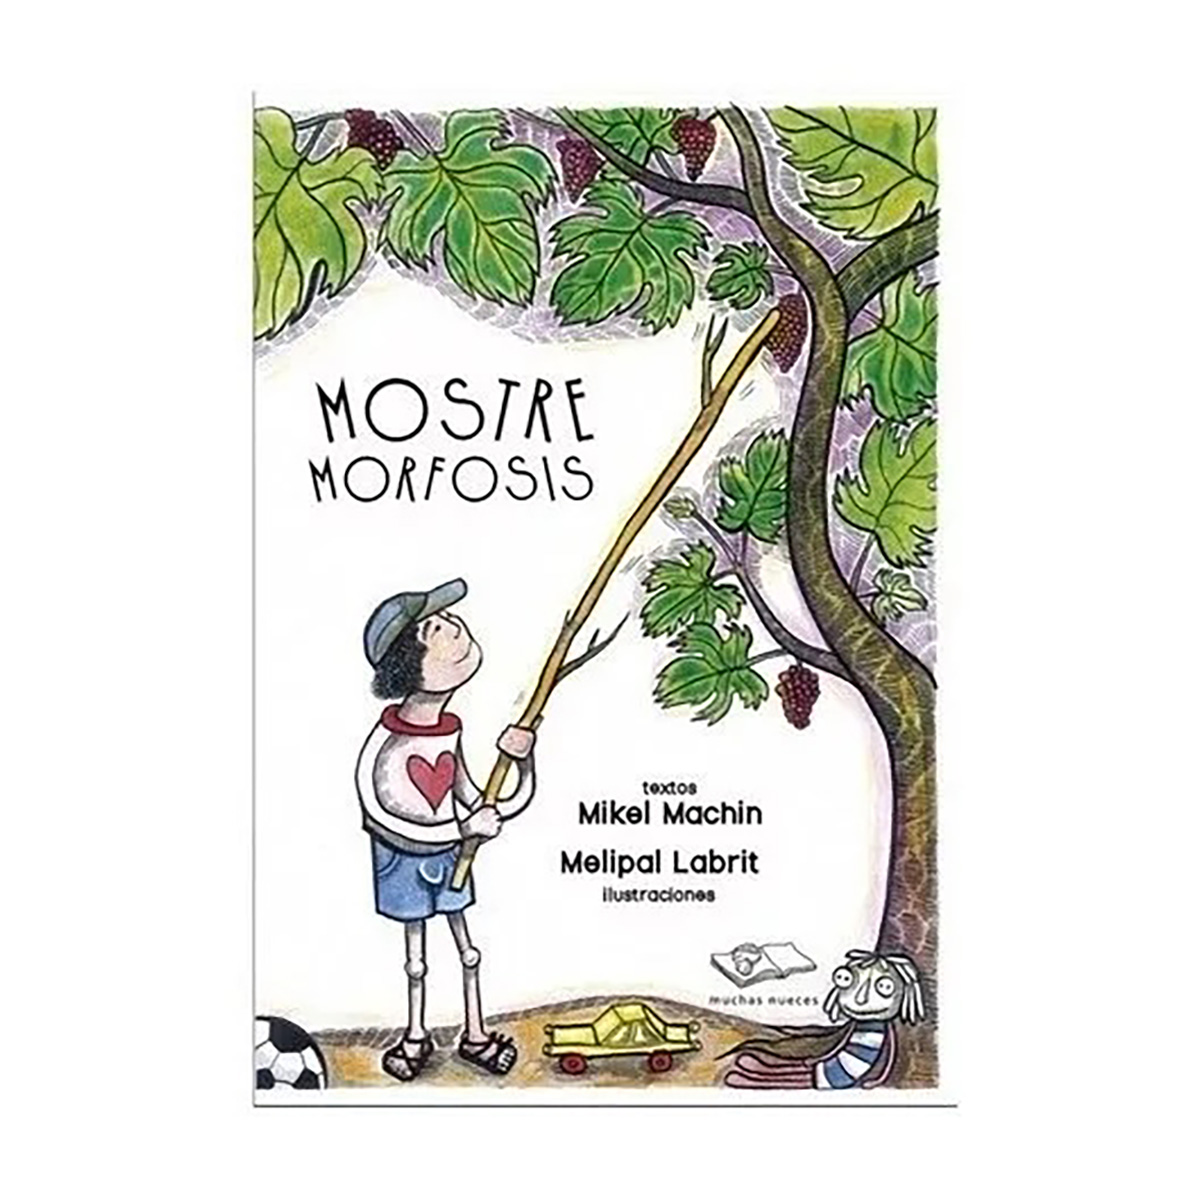 MOSTRE
MORFOSIS
textos
Mikel Machin
Melipal Labrit
ilustraciones
muchas nueces